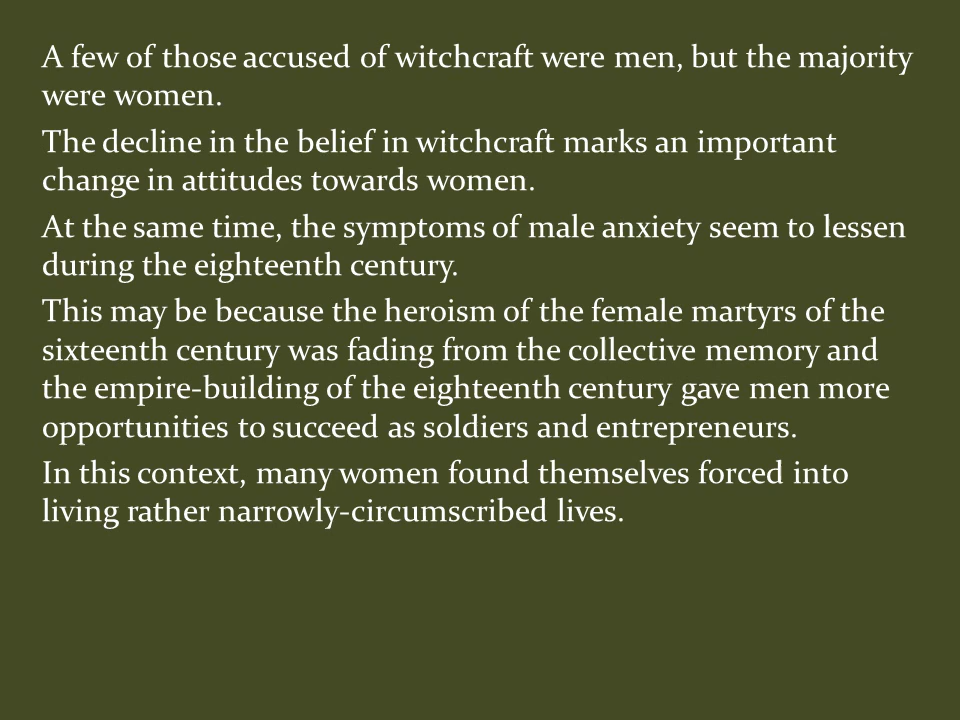 A few of those accused of witchcraft were men, but the majority
were women.
The decline in the belief in witchcraft marks an important
change in attitudes towards women.
At the same time, the symptoms of male anxiety seem to lessen
during the eighteenth century.
This may be because the heroism of the female martyrs of the
sixteenth century was fading from the collective memory and
the empire-building of the eighteenth century gave men more
opportunities to succeed as soldiers and entrepreneurs.
In this context, many women found themselves forced into
living rather narrowly-circumscribed lives.